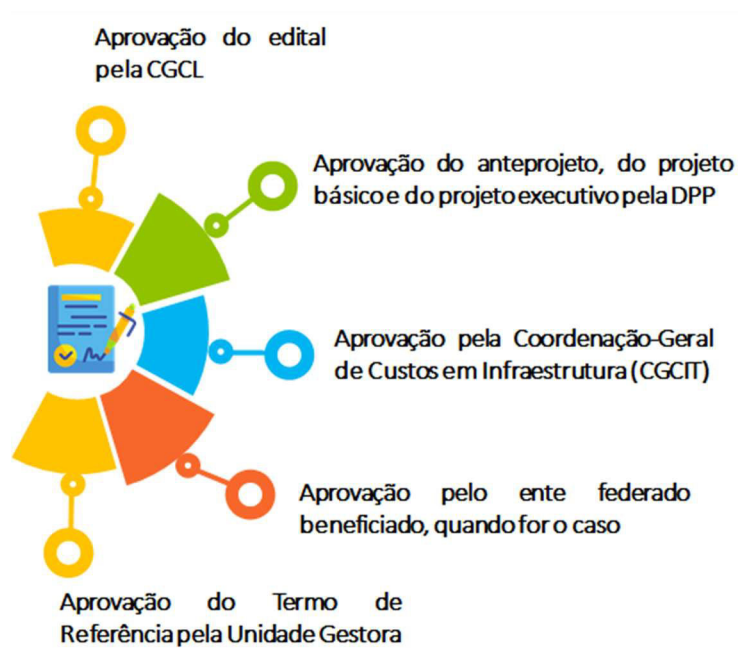 Aprovação do edital
pela CGCL
Aprovação do anteprojeto, do projeto
básico e do projeto executivo pela DPP
Aprovação pela Coordenação-Geral
de Custos em Infraestrutura (CGCIT)
Aprovação pelo ente federado
beneficiado, quando for o caso
Aprovação do Termo de
Referência pela Unidade Gestora